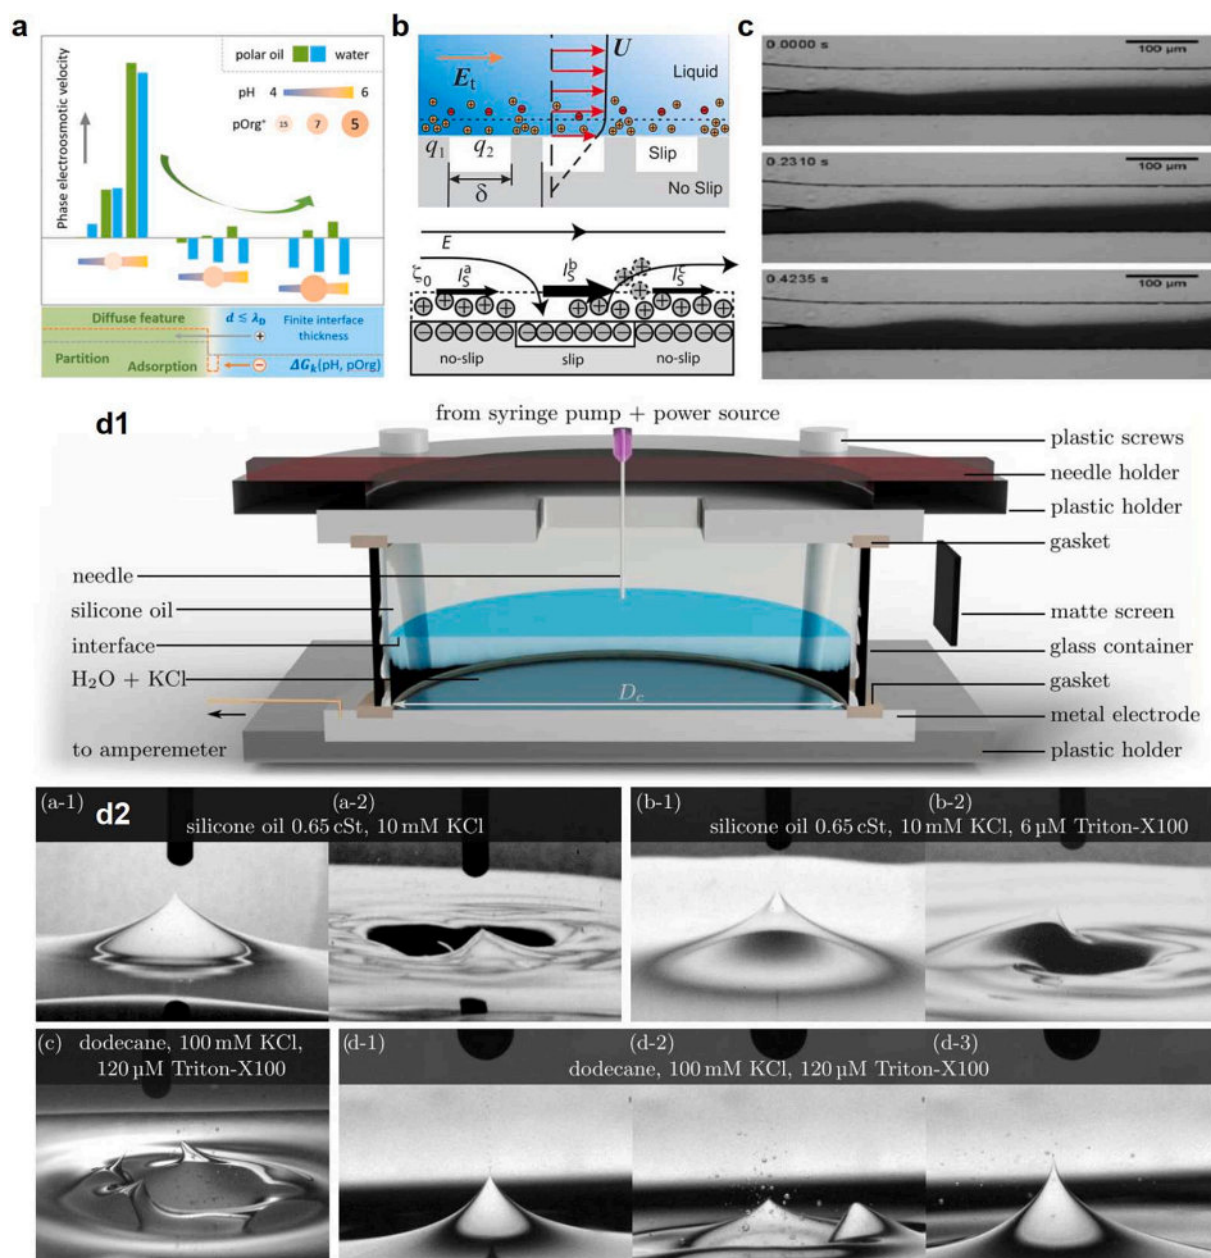 a
polar oil
water
pH
4
6
pOrg⁺
15
7
5
Phase electroosmotic velocity
Diffuse feature
d ≤ λD
Finite interface
thickness
Partition
Adsorption
ΔGk(pH, pOrg)
b
Et
U
Liquid
q1
q2
Slip
δ
No Slip
E
ζ0
ISa
ISb
ISc
no-slip
slip
no-slip
c
0.0000 s
100 µm
0.2310 s
100 µm
0.4235 s
100 µm
d1
from syringe pump + power source
plastic screws
needle holder
plastic holder
gasket
needle
silicone oil
interface
H2O + KCl
to amperemeter
Dc
matte screen
glass container
gasket
metal electrode
plastic holder
d2
(a-1)
(a-2)
silicone oil 0.65 cSt, 10 mM KCl
(b-1)
(b-2)
silicone oil 0.65 cSt, 10 mM KCl, 6 µM Triton-X100
(c)
dodecane, 100 mM KCl,
120 µM Triton-X100
(d-1)
(d-2)
(d-3)
dodecane, 100 mM KCl, 120 µM Triton-X100